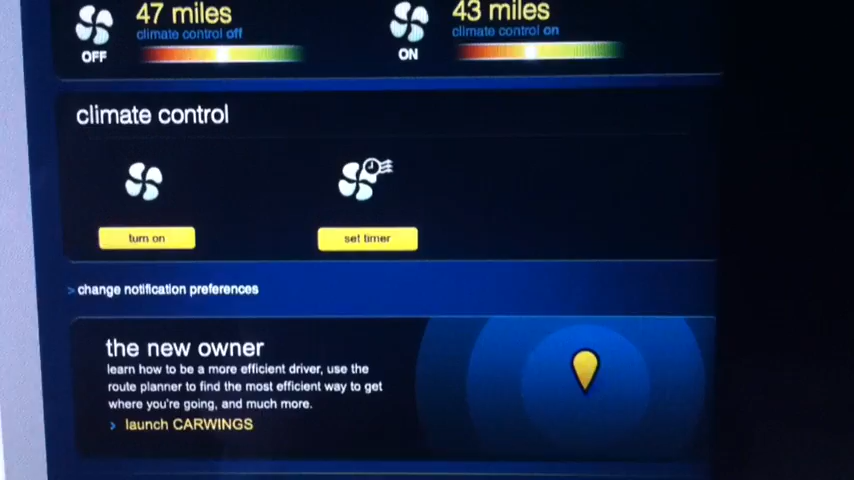 47 miles
climate control off
OFF
43 miles
climate control on
ON
climate control
turn on
set timer
> change notification preferences
the new owner
learn how to be a more efficient driver, use the
route planner to find the most efficient way to get
where you're going, and much more.
> launch CARWINGS